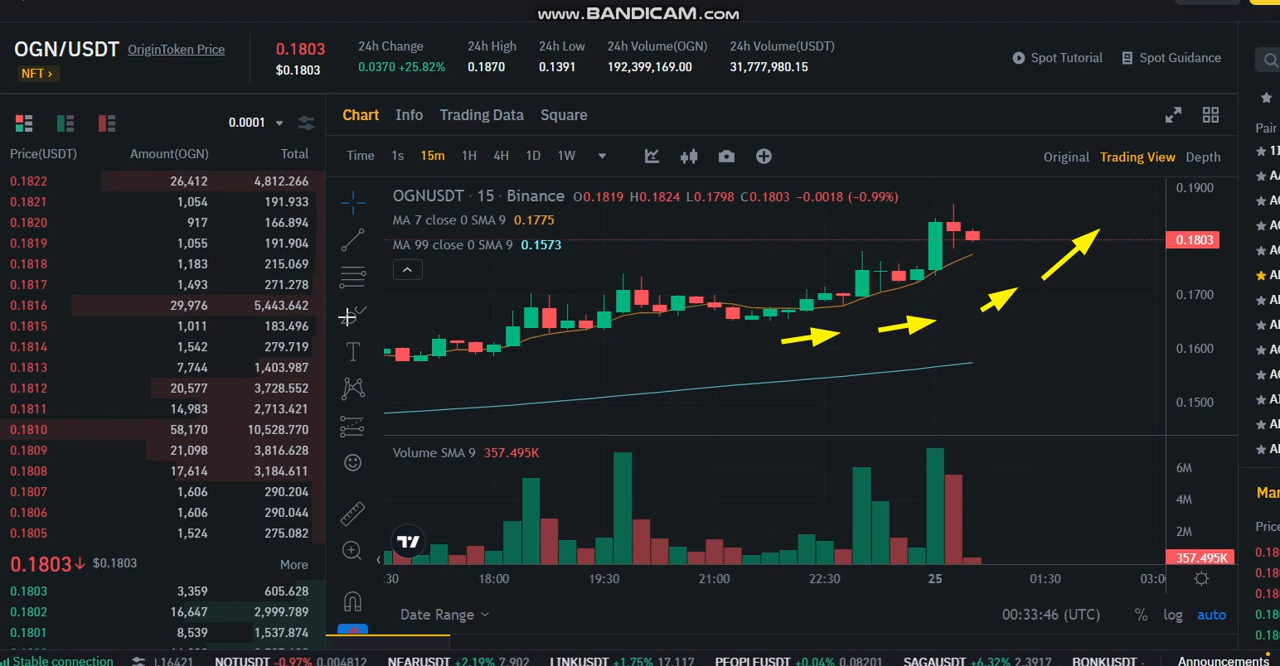 www.BANDICAM.com
OGN/USDT OriginToken Price
NFT ›
0.1803
$0.1803
24h Change
0.0370 +25.82%
24h High
0.1870
24h Low
0.1391
24h Volume(OGN)
192,399,169.00
24h Volume(USDT)
31,777,980.15
Spot Tutorial
Spot Guidance
0.0001
Price(USDT) Amount(OGN) Total
0.1822 26,412 4,812.266
0.1821 1,054 191.933
0.1820 917 166.894
0.1819 1,055 191.904
0.1818 1,183 215.069
0.1817 1,493 271.278
0.1816 29,976 5,443.642
0.1815 1,011 183.496
0.1814 1,542 279.719
0.1813 7,744 1,403.987
0.1812 20,577 3,728.552
0.1811 14,983 2,713.421
0.1810 58,170 10,528.770
0.1809 21,098 3,816.628
0.1808 17,614 3,184.611
0.1807 1,606 290.204
0.1806 1,606 290.044
0.1805 1,524 275.082
0.1803↓ $0.1803 More
0.1803 3,359 605.628
0.1802 16,647 2,999.789
0.1801 8,539 1,537.874
Chart Info Trading Data Square
Time 1s 15m 1H 4H 1D 1W
Original Trading View Depth
OGNUSDT · 15 · Binance O0.1819 H0.1824 L0.1798 C0.1803 −0.0018 (−0.99%)
MA 7 close 0 SMA 9 0.1775
MA 99 close 0 SMA 9 0.1573
0.1900
0.1803
0.1700
0.1600
0.1500
Volume SMA 9 357.495K
6M
4M
2M
357.495K
:30 18:00 19:30 21:00 22:30 25 01:30 03:0
Date Range
00:33:46 (UTC) % log auto
Pair
Mar
Price
Stable connection
NOTUSDT -0.97% 0.004812 NEARUSDT +2.19% 7.902 LINKUSDT +1.75% 17.117 PEOPLEUSDT +0.04% 0.08201 SAGAUSDT +6.32% 2.3917 BONKUSDT
Announcements